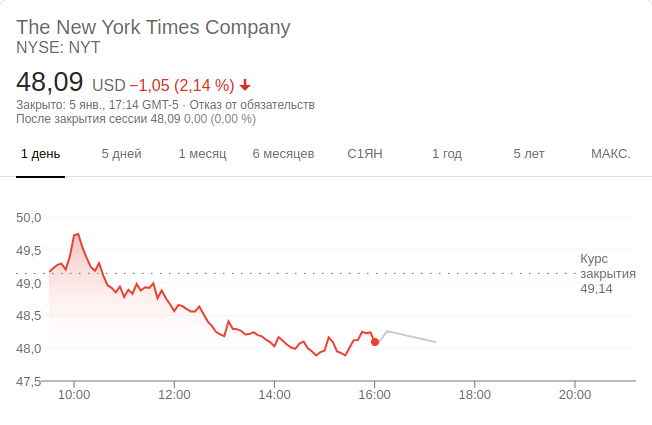 The New York Times Company
NYSE: NYT
48,09 USD −1,05 (2,14 %)
Закрыто: 5 янв., 17:14 GMT-5 · Отказ от обязательств
После закрытия сессии 48,09 0,00 (0,00 %)
1 день 5 дней 1 месяц 6 месяцев С1ЯН 1 год 5 лет МАКС.
50,0
49,5
49,0
48,5
48,0
47,5
Курс
закрытия
49,14
10:00 12:00 14:00 16:00 18:00 20:00